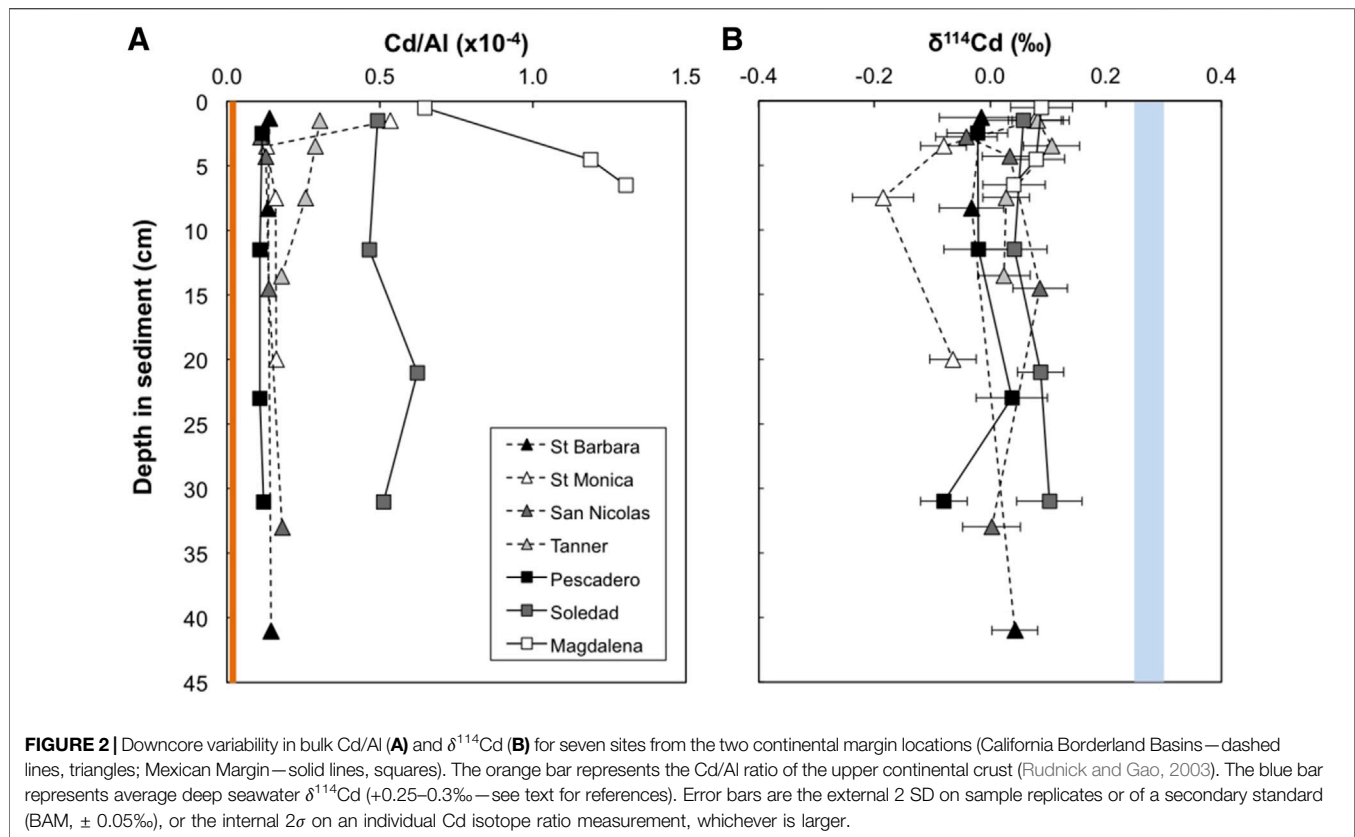 A
Cd/Al (x10-4)
0.0 0.5 1.0 1.5
B
δ114Cd (‰)
-0.4 -0.2 0.0 0.2 0.4
Depth in sediment (cm)
0
5
10
15
20
25
30
35
40
45
St Barbara
St Monica
San Nicolas
Tanner
Pescadero
Soledad
Magdalena
FIGURE 2 | Downcore variability in bulk Cd/Al (A) and δ114Cd (B) for seven sites from the two continental margin locations (California Borderland Basins—dashed
lines, triangles; Mexican Margin—solid lines, squares). The orange bar represents the Cd/Al ratio of the upper continental crust (Rudnick and Gao, 2003). The blue bar
represents average deep seawater δ114Cd (+0.25–0.3‰—see text for references). Error bars are the external 2 SD on sample replicates or of a secondary standard
(BAM, ± 0.05‰), or the internal 2σ on an individual Cd isotope ratio measurement, whichever is larger.